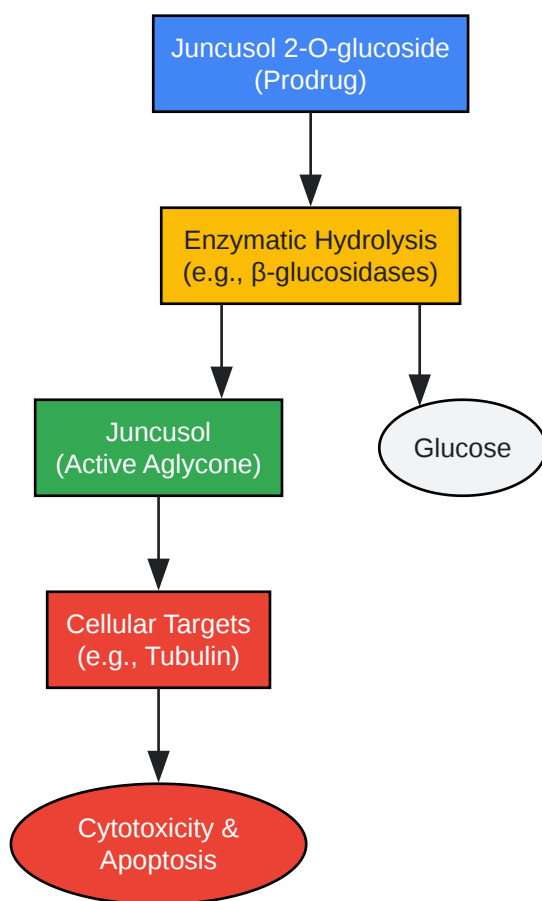 Juncusol 2-O-glucoside
(Prodrug)
Enzymatic Hydrolysis
(e.g., β-glucosidases)
Juncusol
(Active Aglycone)
Glucose
Cellular Targets
(e.g., Tubulin)
Cytotoxicity &
Apoptosis